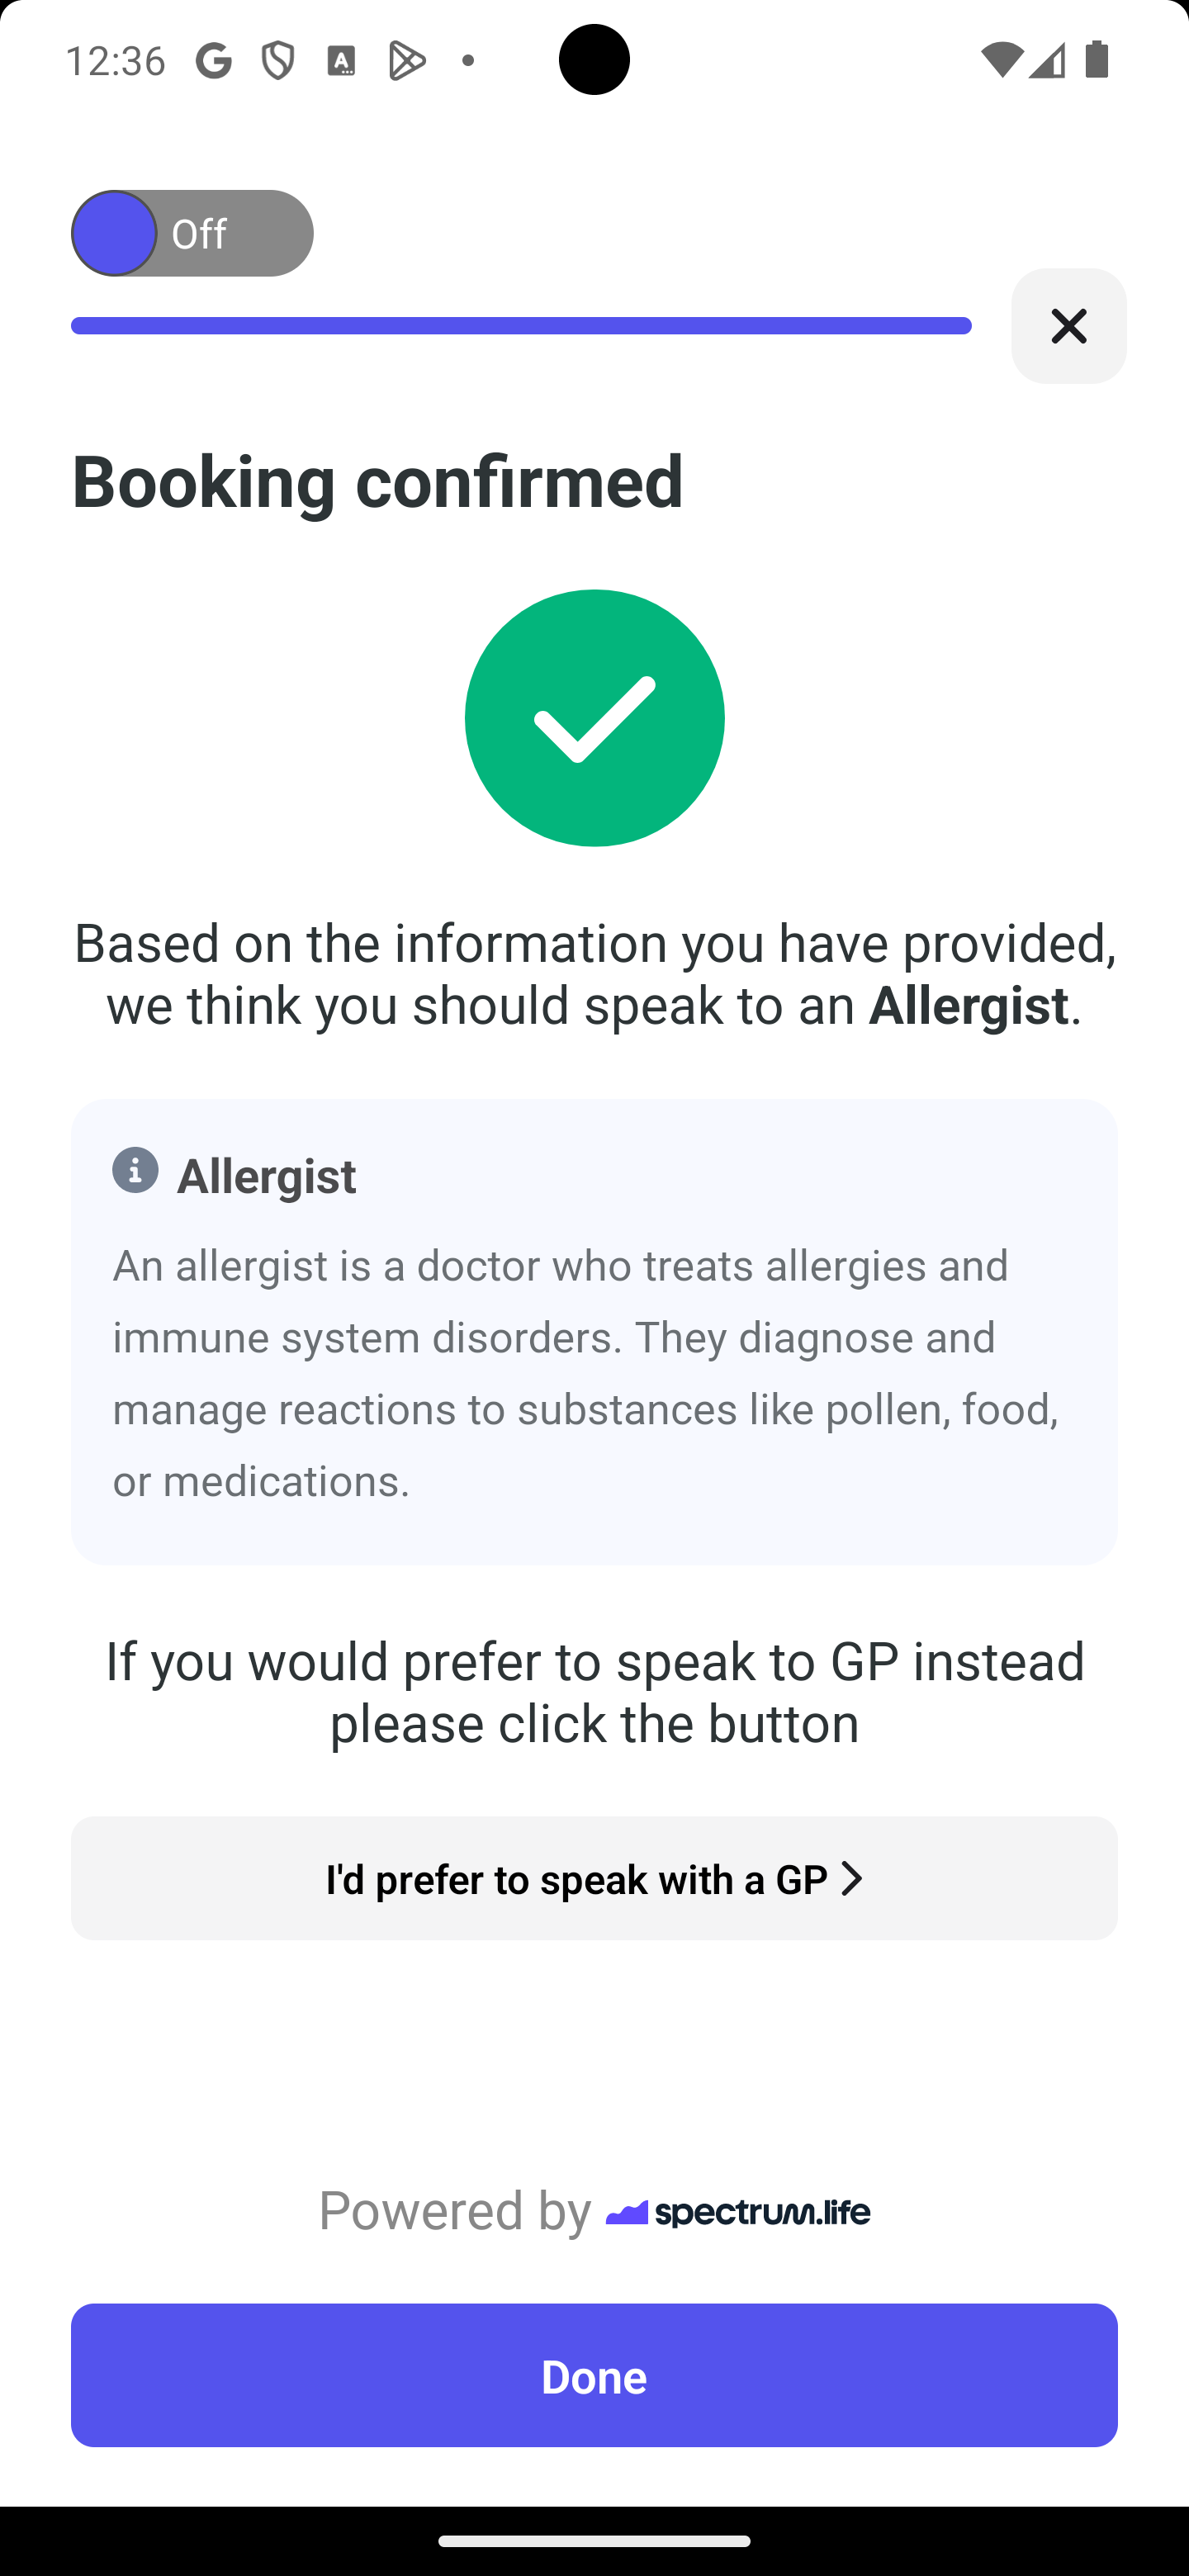 12:36
Off
Booking confirmed
Based on the information you have provided,
we think you should speak to an Allergist.
Allergist
An allergist is a doctor who treats allergies and
immune system disorders. They diagnose and
manage reactions to substances like pollen, food,
or medications.
If you would prefer to speak to GP instead
please click the button
I'd prefer to speak with a GP
Powered by spectrum.life
Done